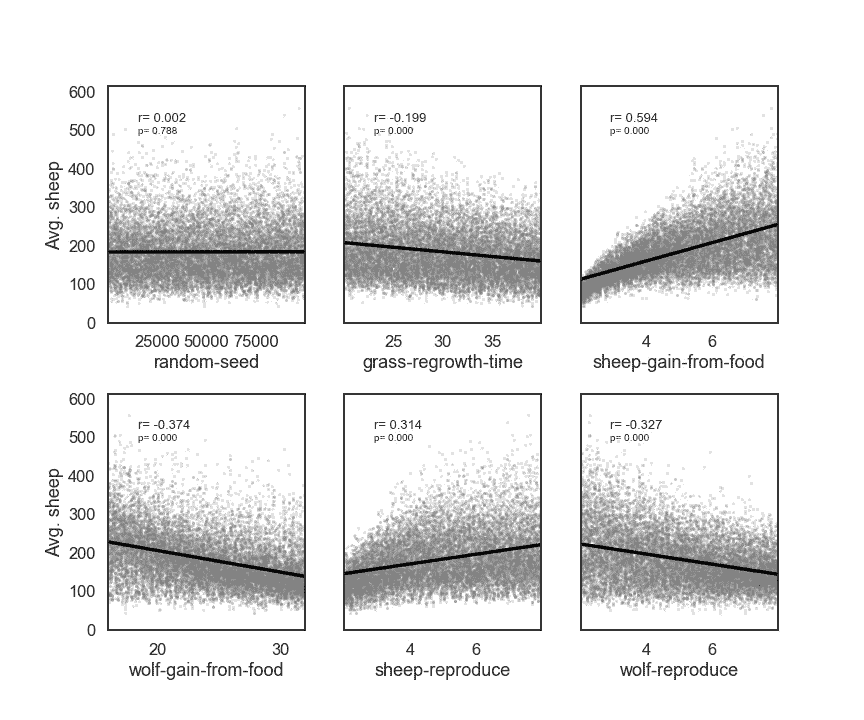 600
500
400
300
200
100
0
Avg. sheep
r= 0.002
p= 0.788
25000 50000 75000
random-seed
r= -0.199
p= 0.000
25 30 35
grass-regrowth-time
r= 0.594
p= 0.000
4 6
sheep-gain-from-food
600
500
400
300
200
100
0
Avg. sheep
r= -0.374
p= 0.000
20 30
wolf-gain-from-food
r= 0.314
p= 0.000
4 6
sheep-reproduce
r= -0.327
p= 0.000
4 6
wolf-reproduce